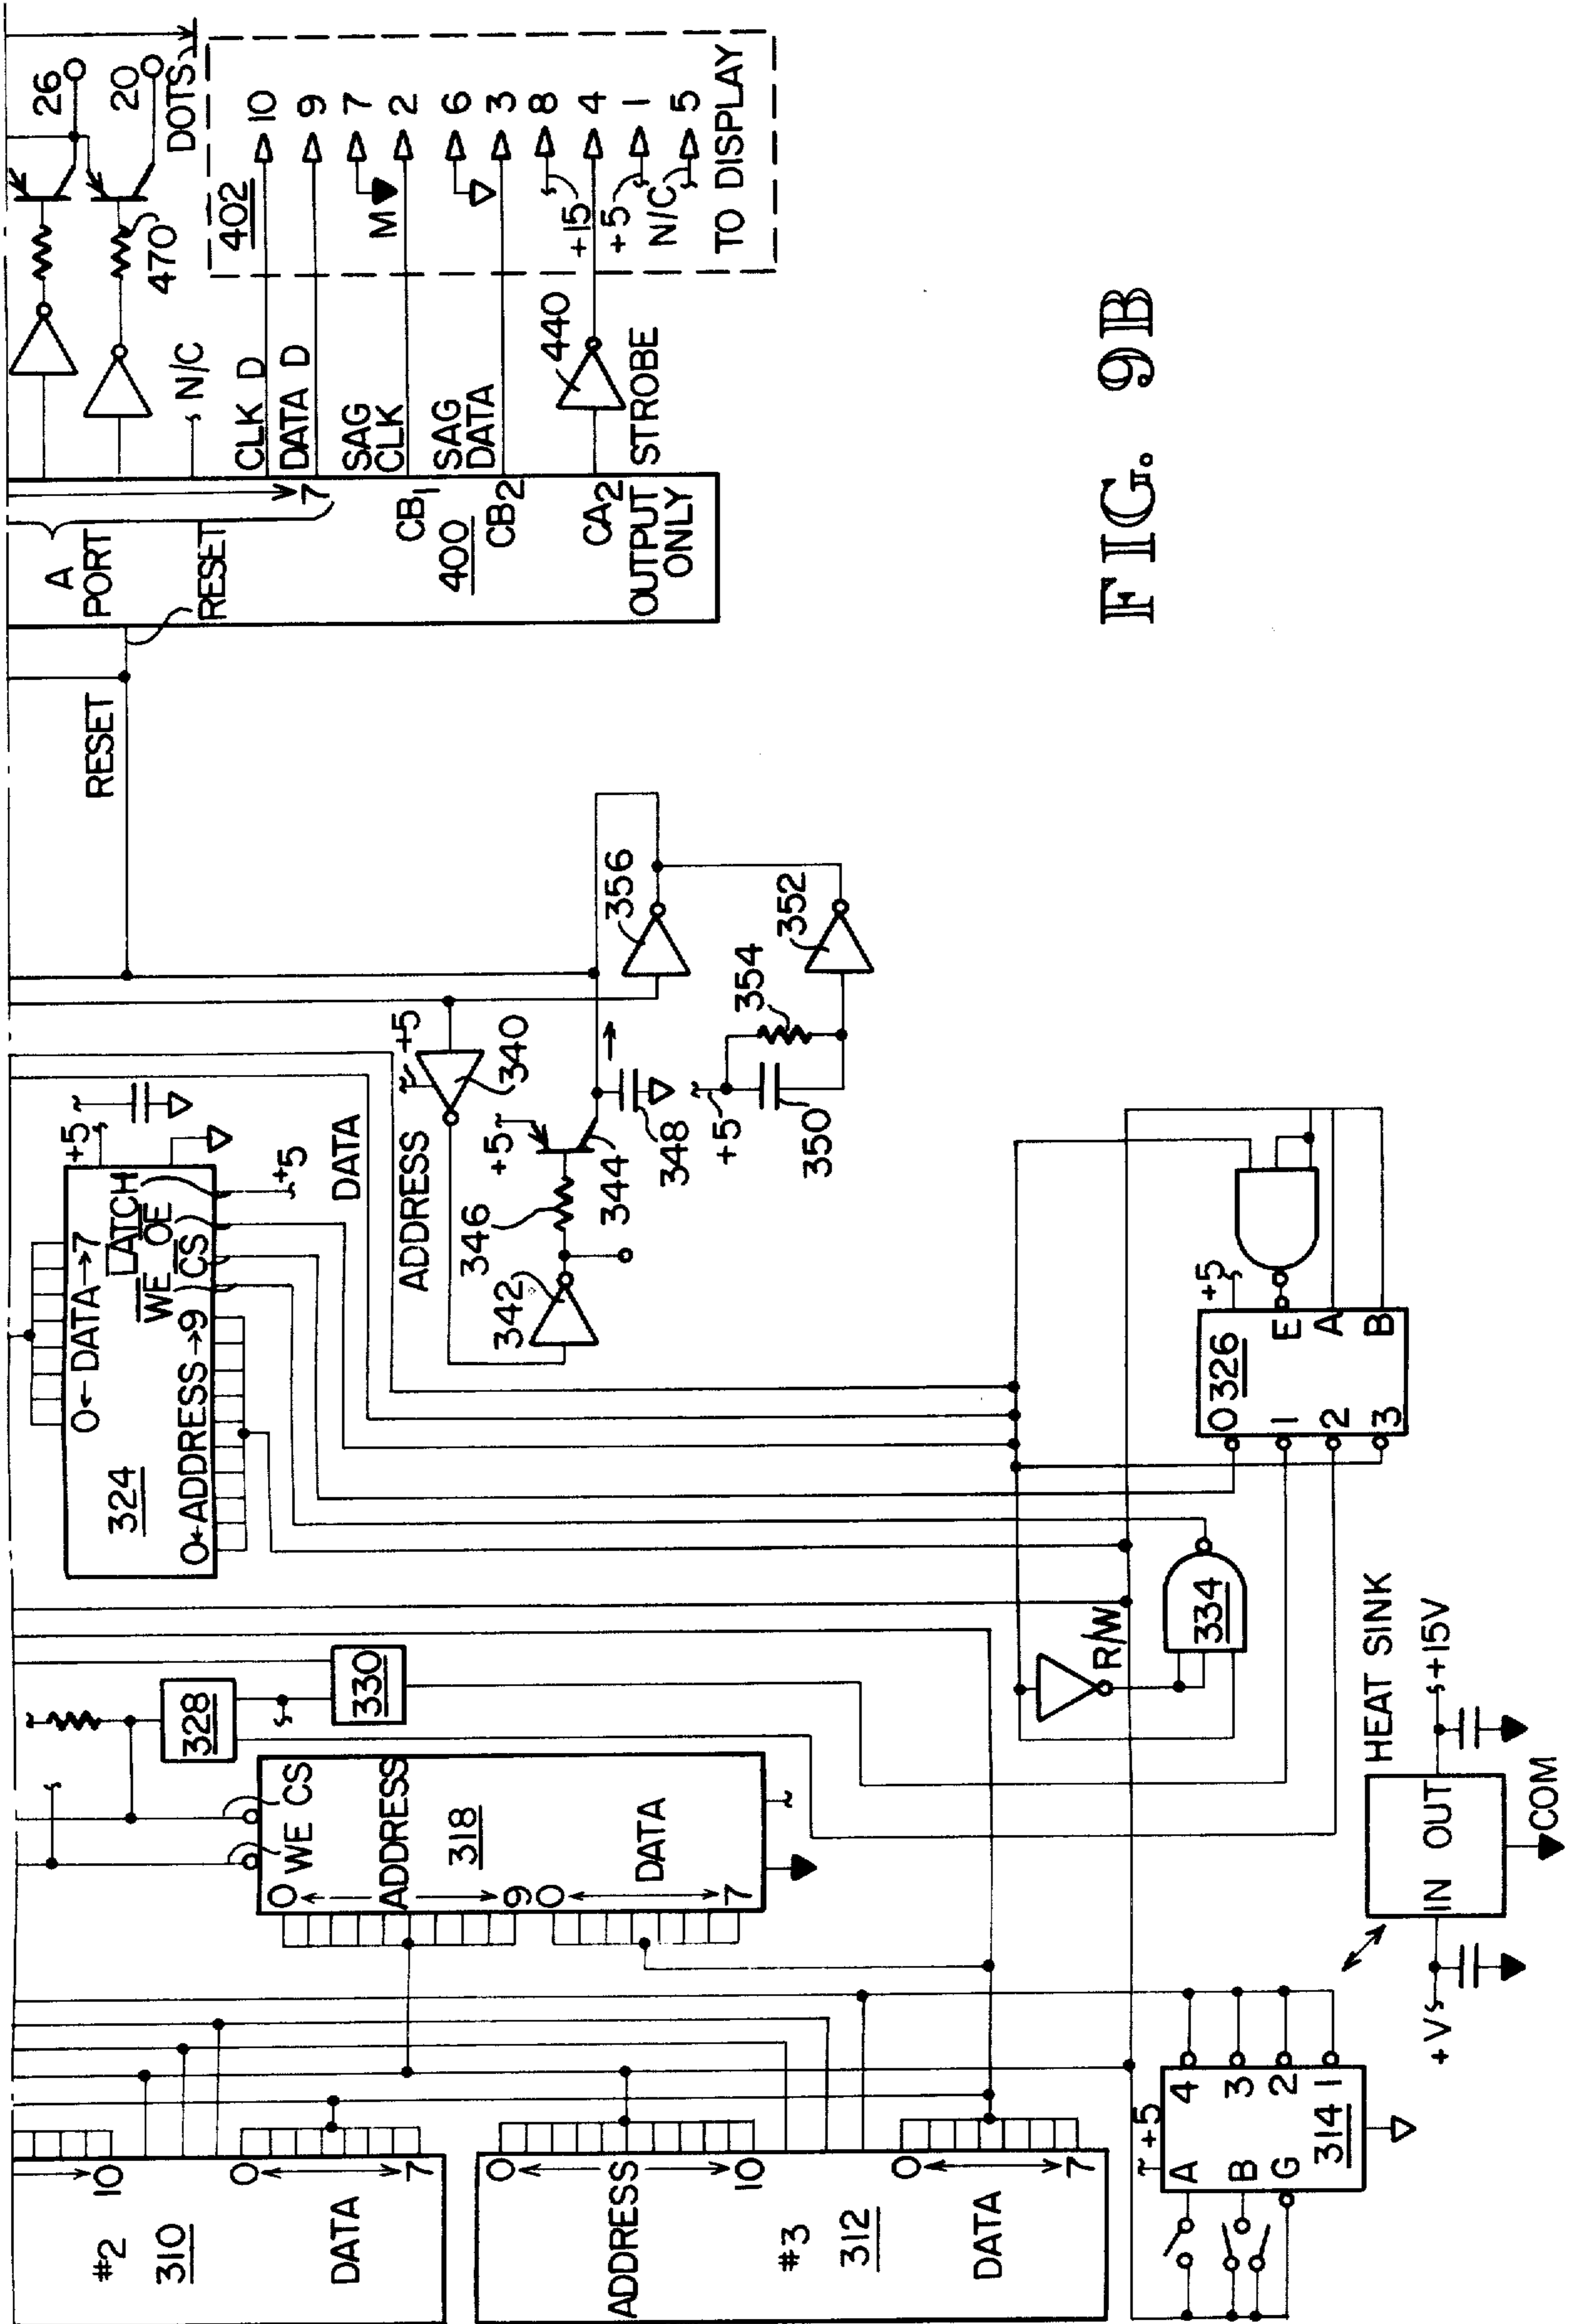 26
20
DOTS
470
N/C
CLK D
DATA D
SAG
CLK
SAG
DATA
STROBE
440
402
10
9
7
2
6
3
8
4
1
5
M
+15
+5
N/C
TO DISPLAY
A
PORT
7
RESET
CB1
400
CB2
CA2
OUTPUT
ONLY
RESET
FIG. 9B
356
352
354
350
+5
348
344
346
342
340
+5
+5
ADDRESS
DATA
324
0←DATA→7
0←ADDRESS→9
WE
CS
OE
LATCH
+5
+5
326
0
1
2
3
E
A
B
+5
334
R/W
328
330
318
WE
CS
0
ADDRESS
9
0
DATA
7
HEAT SINK
IN
OUT
+15V
COM
+V
#2
310
10
0
7
DATA
#3
312
0
ADDRESS
10
0
7
DATA
314
+5
A
B
G
4
3
2
1